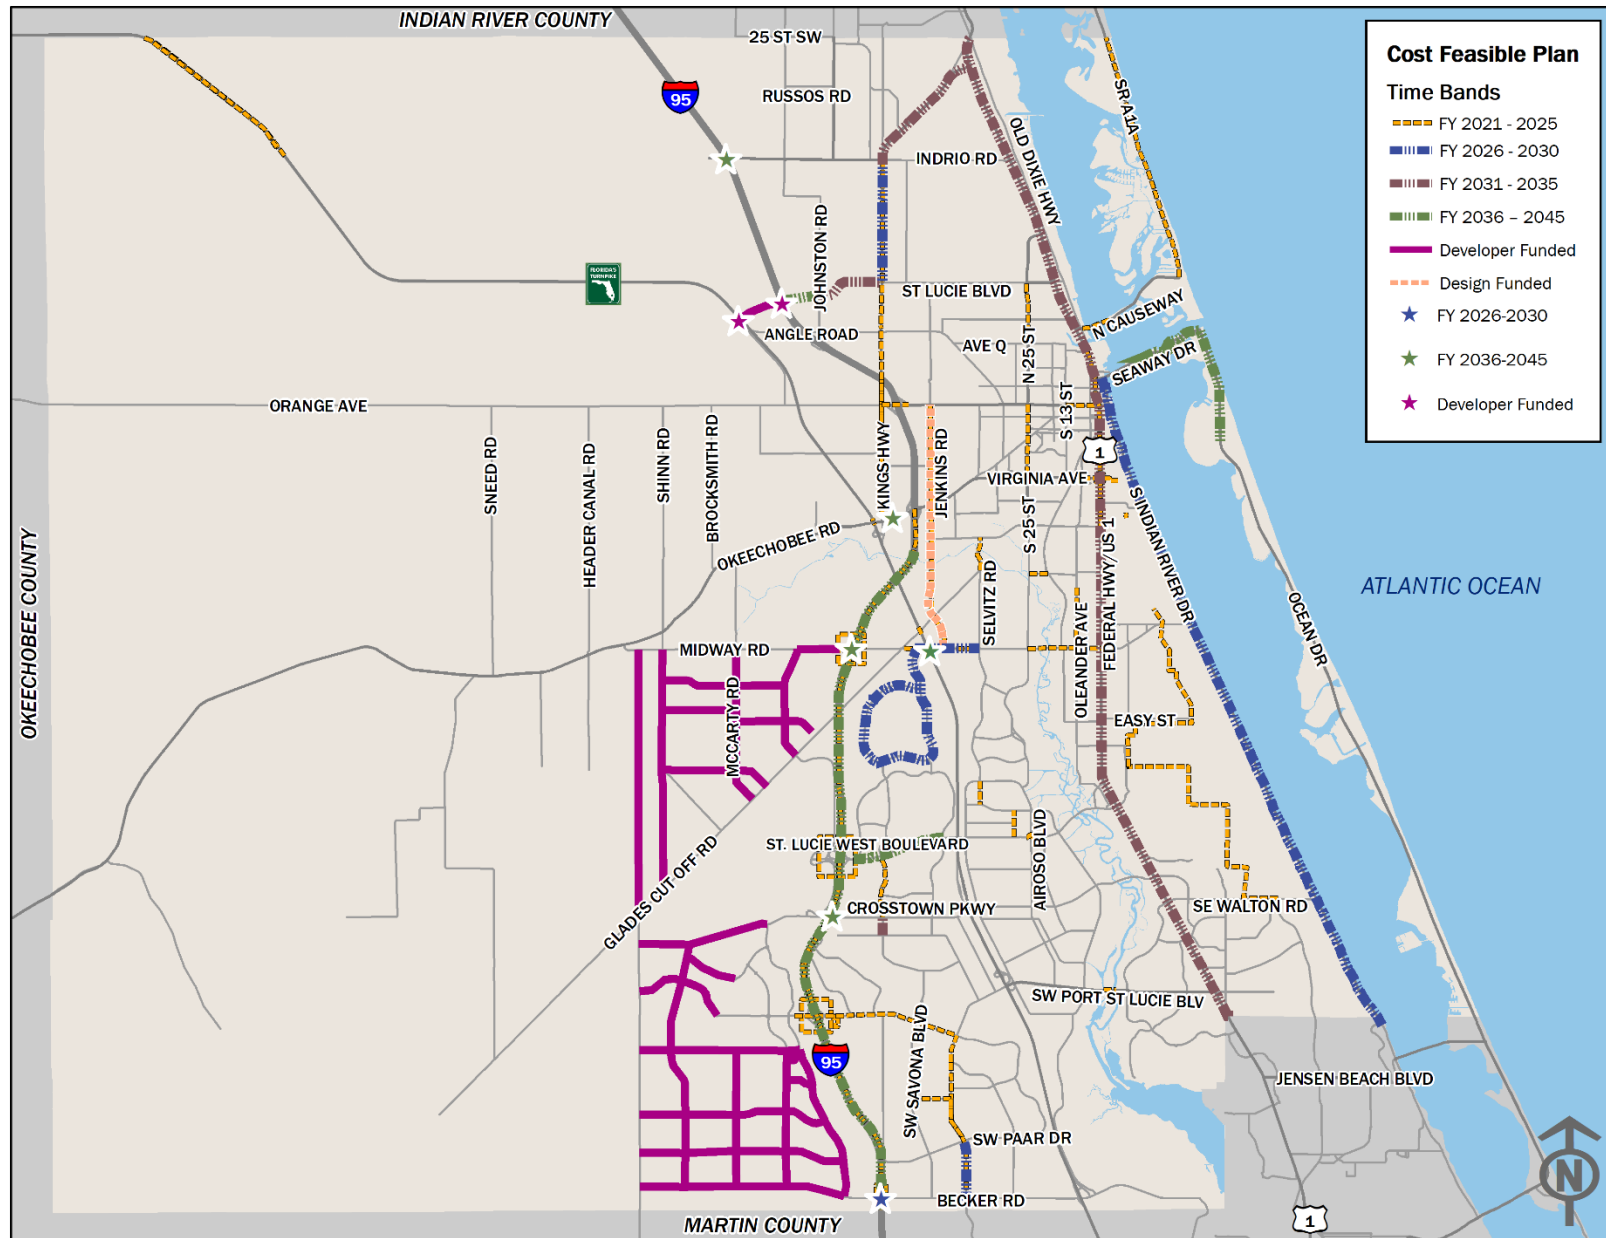 INDIAN RIVER COUNTY
25 ST SW
95
RUSSOS RD
SR A1A
OLD DIXIE HWY
INDRIO RD
Cost Feasible Plan
Time Bands
FY 2021 - 2025
FY 2026 - 2030
FY 2031 - 2035
FY 2036 – 2045
Developer Funded
Design Funded
FY 2026-2030
FY 2036-2045
Developer Funded
JOHNSTON RD
FLORIDA'S
TURNPIKE
ST LUCIE BLVD
N CAUSEWAY
ANGLE ROAD
AVE Q
N 25 ST
SEAWAY DR
S 13 ST
ORANGE AVE
SNEED RD
HEADER CANAL RD
SHINN RD
BROCKSMITH RD
KINGS HWY
JENKINS RD
1
VIRGINIA AVE
S 25 ST
S INDIAN RIVER DR
OKEECHOBEE RD
SELVITZ RD
OLEANDER AVE
FEDERAL HWY/US 1
ATLANTIC OCEAN
OCEAN DR
OKEECHOBEE COUNTY
MIDWAY RD
MCCARTY RD
EASY ST
GLADES CUT OFF RD
ST. LUCIE WEST BOULEVARD
AIROSO BLVD
CROSSTOWN PKWY
SE WALTON RD
SW PORT ST LUCIE BLV
SW SAVONA BLVD
95
JENSEN BEACH BLVD
SW PAAR DR
BECKER RD
MARTIN COUNTY
1
N